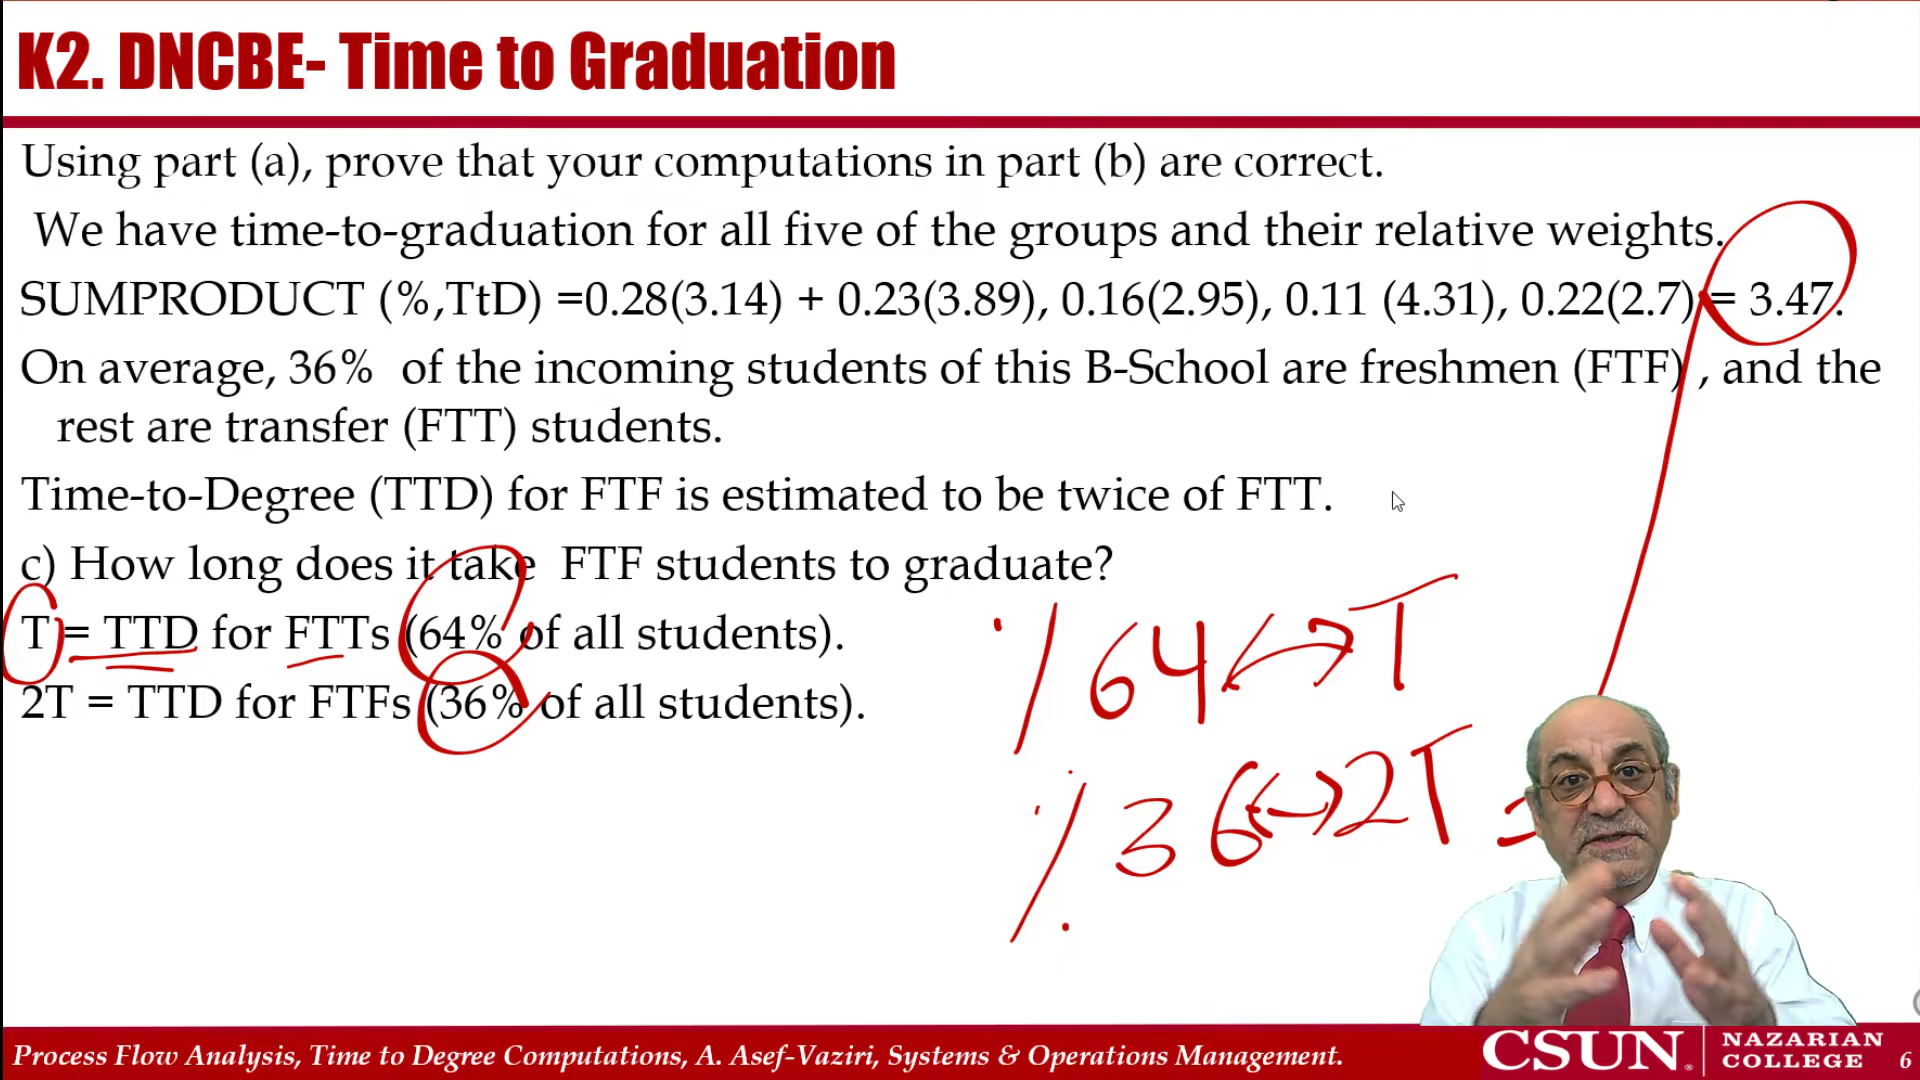 K2. DNCBE- Time to Graduation
Using part (a), prove that your computations in part (b) are correct.
We have time-to-graduation for all five of the groups and their relative weights.
SUMPRODUCT (%,TtD) =0.28(3.14) + 0.23(3.89), 0.16(2.95), 0.11 (4.31), 0.22(2.7) = 3.47.
On average, 36% of the incoming students of this B-School are freshmen (FTF) , and the
rest are transfer (FTT) students.
Time-to-Degree (TTD) for FTF is estimated to be twice of FTT.
c) How long does it take FTF students to graduate?
T = TTD for FTTs (64% of all students).
2T = TTD for FTFs (36% of all students).
% 64 ↔ T
% 36 ↔ 2T =
Process Flow Analysis, Time to Degree Computations, A. Asef-Vaziri, Systems & Operations Management.
CSUN. NAZARIAN
COLLEGE 6